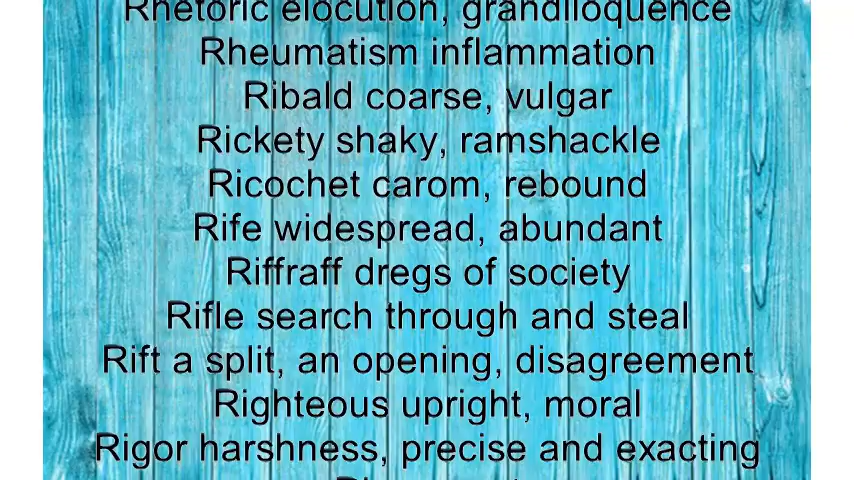 Rhetoric elocution, grandiloquence
Rheumatism inflammation
Ribald coarse, vulgar
Rickety shaky, ramshackle
Ricochet carom, rebound
Rife widespread, abundant
Riffraff dregs of society
Rifle search through and steal
Rift a split, an opening, disagreement
Righteous upright, moral
Rigor harshness, precise and exacting